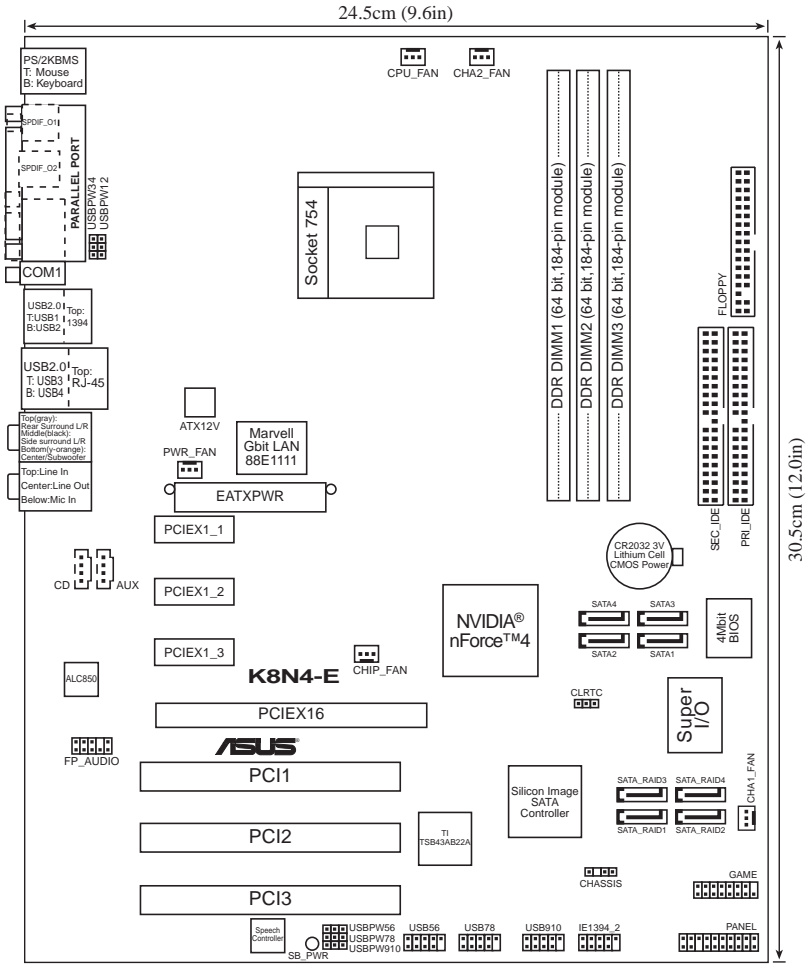 24.5cm (9.6in)
PS/2KBMS
T: Mouse
B: Keyboard
CPU_FAN
CHA2_FAN
SPDIF_O1
SPDIF_O2
PARALLEL PORT
USBPW34
USBPW12
COM1
Socket 754
DDR DIMM1 (64 bit,184-pin module)
DDR DIMM2 (64 bit,184-pin module)
DDR DIMM3 (64 bit,184-pin module)
FLOPPY
USB2.0
T:USB1
B:USB2
Top:
1394
USB2.0
T: USB3
B: USB4
Top:
RJ-45
Top(gray):
Rear Surround L/R
Middle(black):
Side surround L/R
Bottom(y-orange):
Center/Subwoofer
Top:Line In
Center:Line Out
Below:Mic In
ATX12V
Marvell
Gbit LAN
88E1111
PWR_FAN
EATXPWR
SEC_IDE
PRI_IDE
30.5cm (12.0in)
PCIEX1_1
CR2032 3V
Lithium Cell
CMOS Power
CD
AUX
PCIEX1_2
NVIDIA®
nForce™4
SATA4
SATA3
SATA2
SATA1
4Mbit
BIOS
PCIEX1_3
CHIP_FAN
K8N4-E
ALC850
CLRTC
Super
I/O
PCIEX16
ASUS®
FP_AUDIO
PCI1
Silicon Image
SATA
Controller
SATA_RAID3
SATA_RAID4
SATA_RAID1
SATA_RAID2
CHA1_FAN
PCI2
TI
TSB43AB22A
CHASSIS
GAME
PCI3
Speech
Controller
SB_PWR
USBPW56
USBPW78
USBPW910
USB56
USB78
USB910
IE1394_2
PANEL